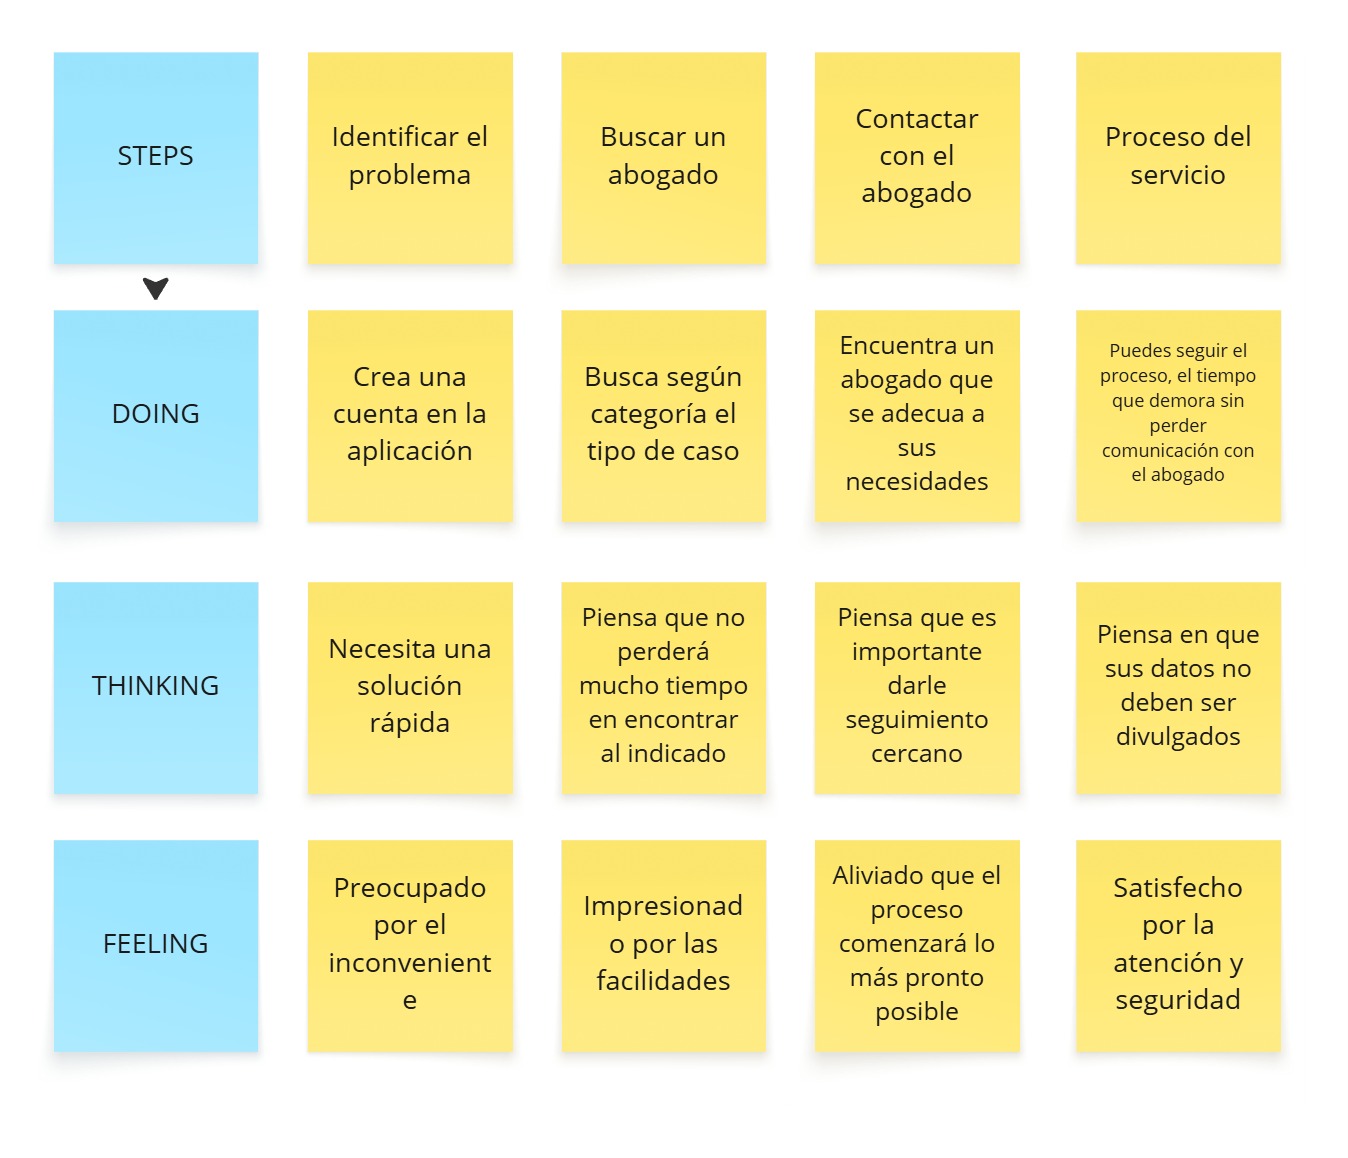 STEPS
Identificar el
problema
Buscar un
abogado
Contactar
con el
abogado
Proceso del
servicio
DOING
Crea una
cuenta en la
aplicación
Busca según
categoría el
tipo de caso
Encuentra un
abogado que
se adecua a
sus
necesidades
Puedes seguir el
proceso, el tiempo
que demora sin
perder
comunicación con
el abogado
THINKING
Necesita una
solución
rápida
Piensa que no
perderá
mucho tiempo
en encontrar
al indicado
Piensa que es
importante
darle
seguimiento
cercano
Piensa en que
sus datos no
deben ser
divulgados
FEELING
Preocupado
por el
inconvenient
e
Impresionad
o por las
facilidades
Aliviado que el
proceso
comenzará lo
más pronto
posible
Satisfecho
por la
atención y
seguridad